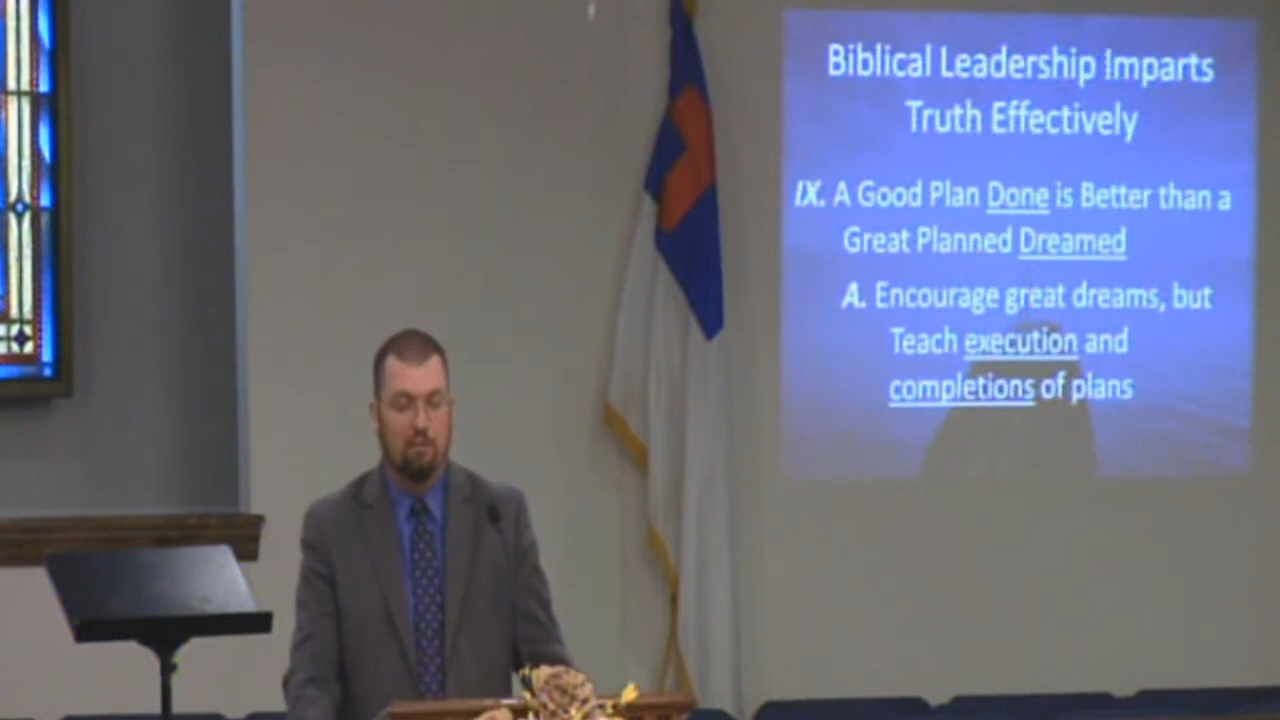 Biblical Leadership Imparts
Truth Effectively
IX. A Good Plan Done is Better than a
Great Planned Dreamed
A. Encourage great dreams, but
Teach execution and
completions of plans